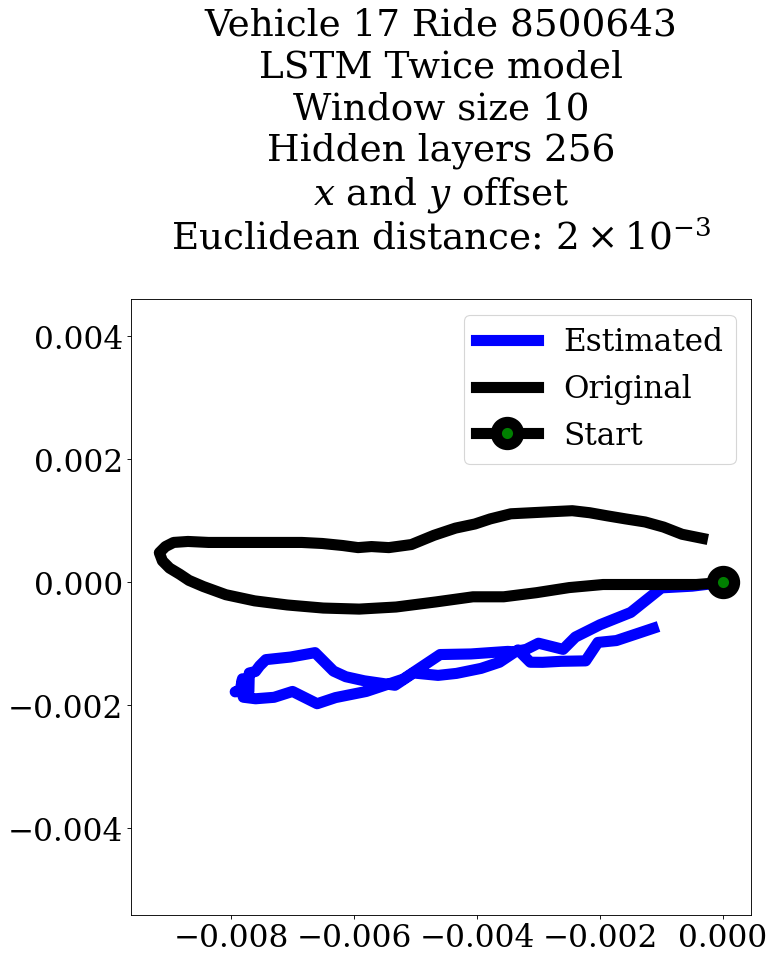 Vehicle 17 Ride 8500643
LSTM Twice model
Window size 10
Hidden layers 256
x and y offset
Euclidean distance: 2 × 10⁻³
Estimated
Original
Start
0.004
0.002
0.000
−0.002
−0.004
−0.008 −0.006 −0.004 −0.002 0.000